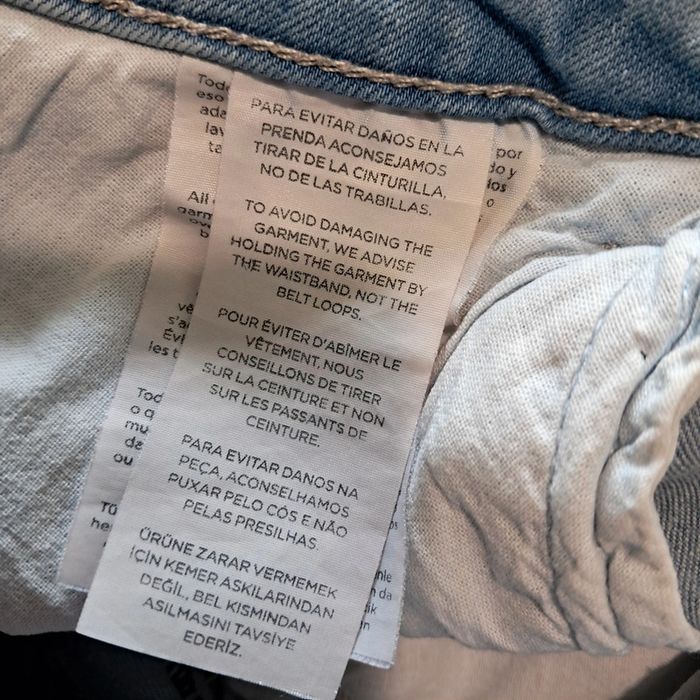 PARA EVITAR DAÑOS EN LA
PRENDA ACONSEJAMOS
TIRAR DE LA CINTURILLA,
NO DE LAS TRABILLAS.
TO AVOID DAMAGING THE
GARMENT, WE ADVISE
HOLDING THE GARMENT BY
THE WAISTBAND, NOT THE
BELT LOOPS.
POUR ÉVITER D'ABÎMER LE
VÊTEMENT, NOUS
CONSEILLONS DE TIRER
SUR LA CEINTURE ET NON
SUR LES PASSANTS DE
CEINTURE.
PARA EVITAR DANOS NA
PEÇA, ACONSELHAMOS
PUXAR PELO CÓS E NÃO
PELAS PRESILHAS.
ÜRÜNE ZARAR VERMEMEK
İÇİN KEMER ASKILARINDAN
DEĞİL, BEL KISMINDAN
ASILMASINI TAVSİYE
EDERİZ.